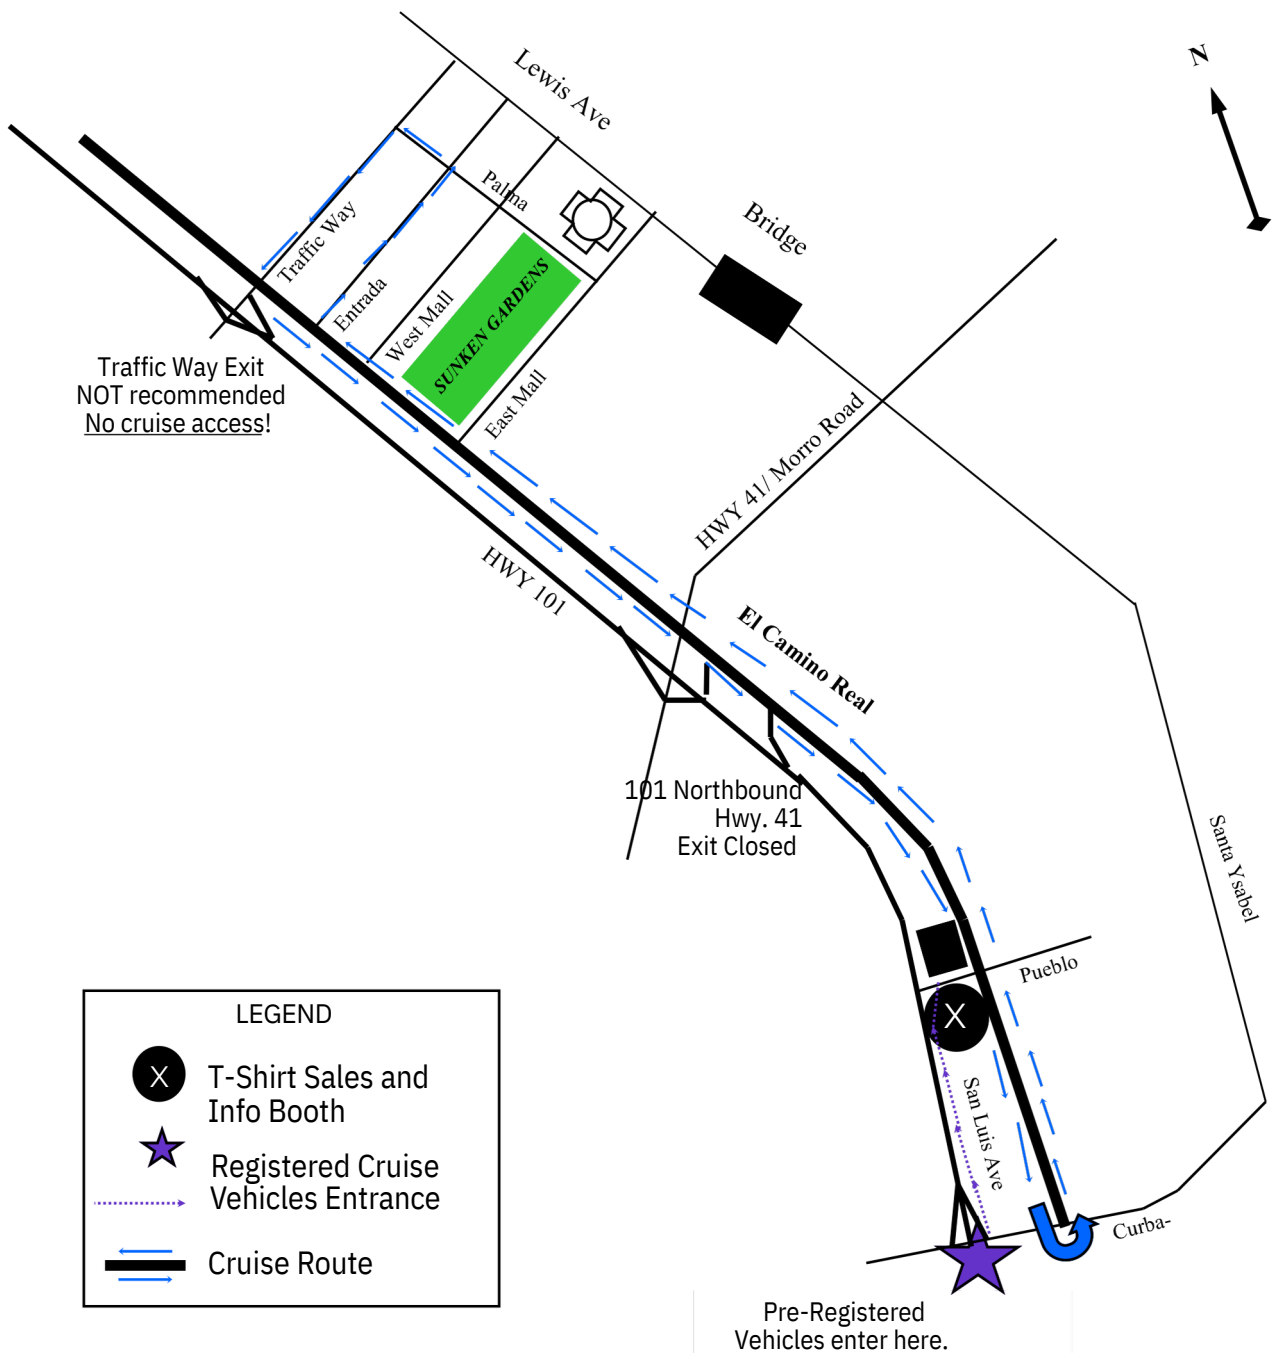 N
Lewis Ave
Bridge
Palma
Traffic Way
Entrada
West Mall
SUNKEN GARDENS
East Mall
Traffic Way Exit
NOT recommended
No cruise access!
HWY 41/ Morro Road
HWY 101
El Camino Real
101 Northbound
Hwy. 41
Exit Closed
Santa Ysabel
Pueblo
X
San Luis Ave
Curba-
LEGEND
X
T-Shirt Sales and
Info Booth
Registered Cruise
Vehicles Entrance
Cruise Route
Pre-Registered
Vehicles enter here.